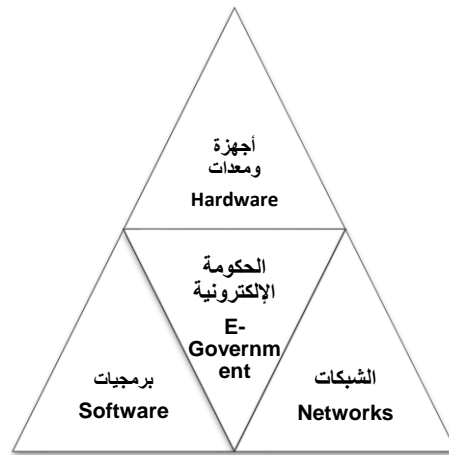 أجهزة
ومعدات
Hardware
الحكومة
الإلكترونية
E-
Governm
ent
برمجيات
Software
الشبكات
Networks